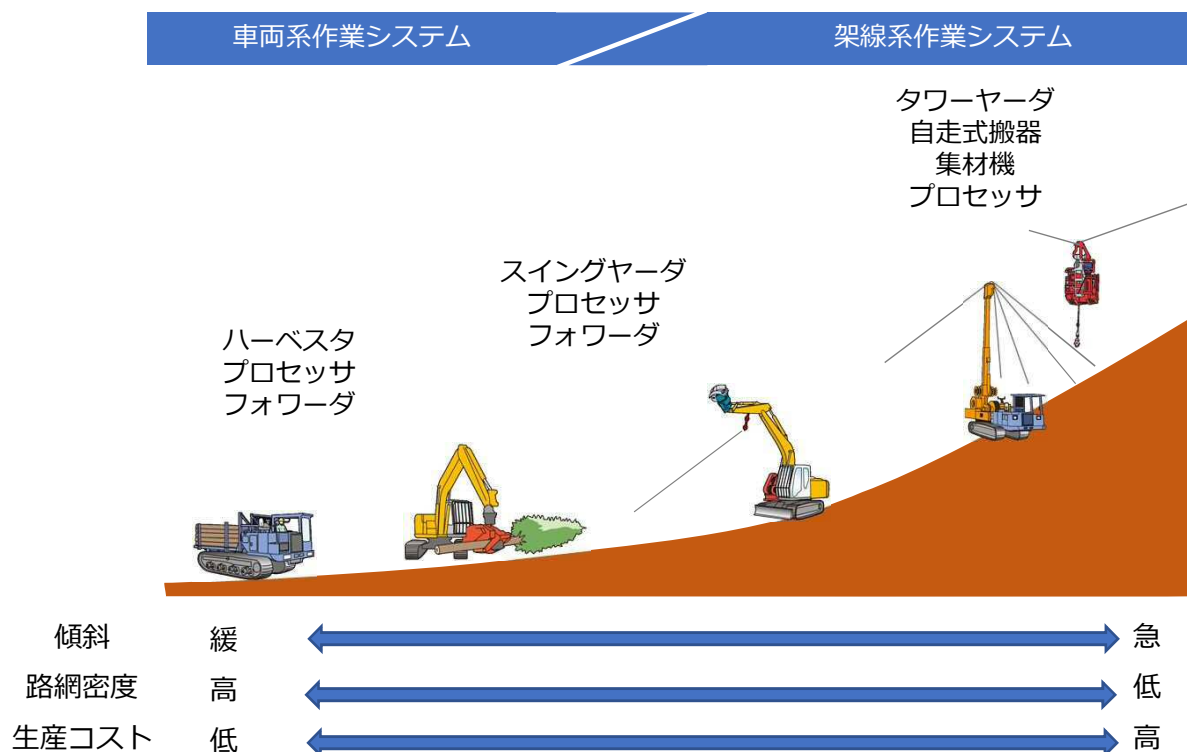 車両系作業システム
架線系作業システム
タワーヤーダ
自走式搬器
集材機
プロセッサ
スイングヤーダ
プロセッサ
フォワーダ
ハーベスタ
プロセッサ
フォワーダ
傾斜 緩 急
路網密度 高 低
生産コスト 低 高